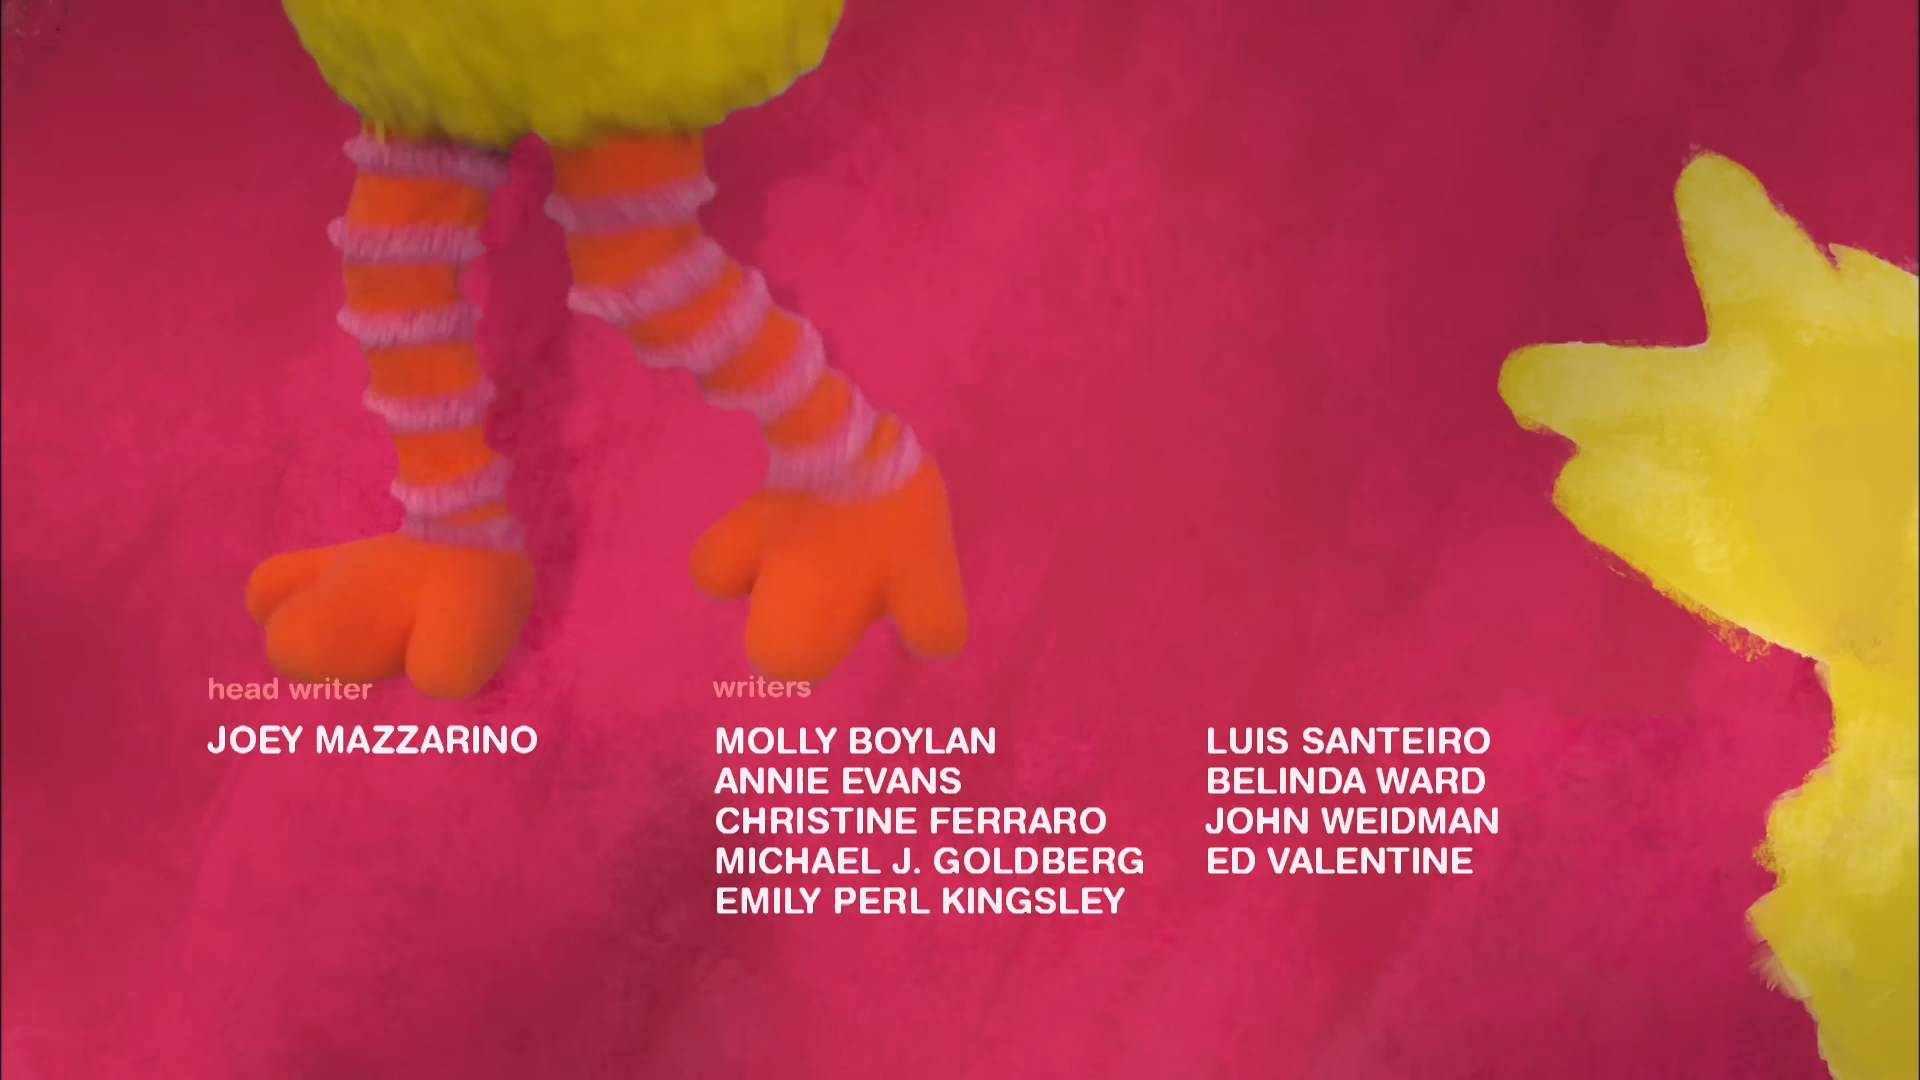 head writer
JOEY MAZZARINO
writers
MOLLY BOYLAN
ANNIE EVANS
CHRISTINE FERRARO
MICHAEL J. GOLDBERG
EMILY PERL KINGSLEY
LUIS SANTEIRO
BELINDA WARD
JOHN WEIDMAN
ED VALENTINE